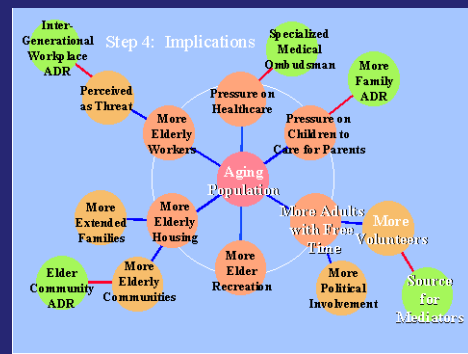 Step 4: Implications
Inter-
Generational
Workplace
ADR
Perceived
as Threat
More
Elderly
Workers
Specialized
Medical
Ombudsman
Pressure on
Healthcare
More
Family
ADR
Pressure on
Children to
Care for Parents
Aging
Population
More Adults
with Free
Time
More
Volunteers
Source
for
Mediators
More
Political
Involvement
More
Elder
Recreation
More
Elderly
Housing
More
Extended
Families
More
Elderly
Communities
Elder
Community
ADR